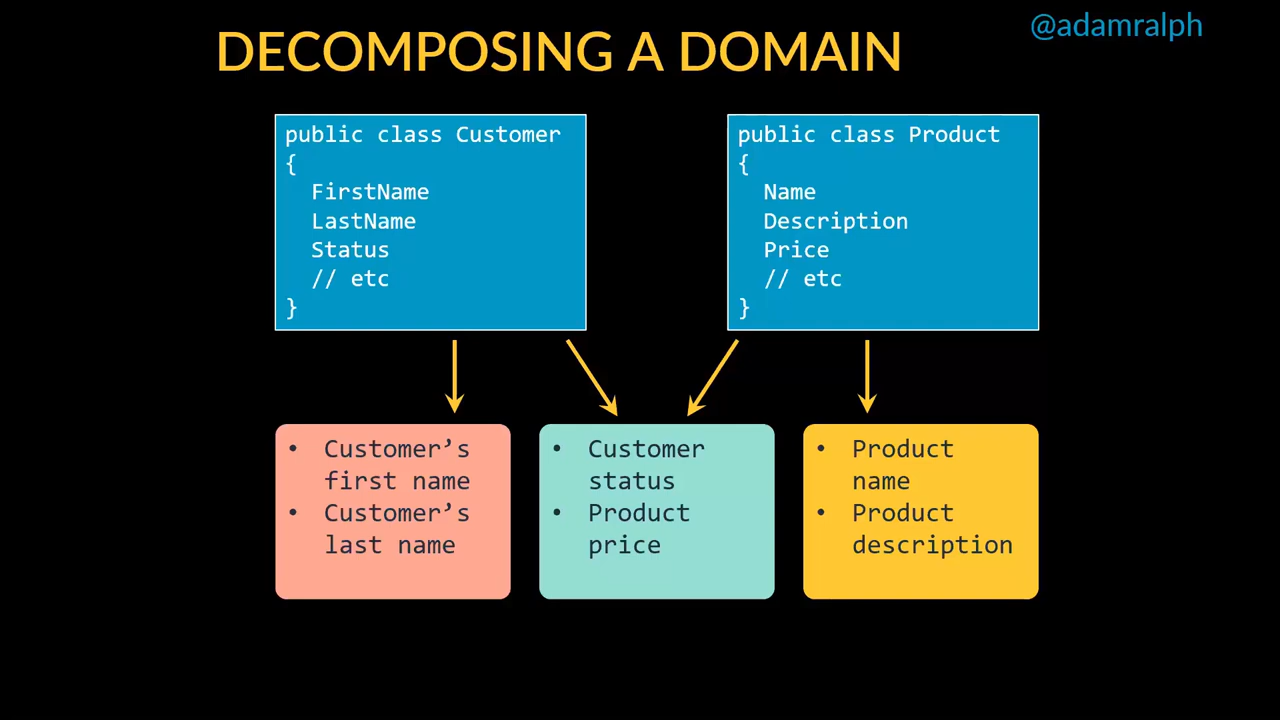 DECOMPOSING A DOMAIN
@adamralph
public class Customer
{
FirstName
LastName
Status
// etc
}
public class Product
{
Name
Description
Price
// etc
}
• Customer’s
first name
• Customer’s
last name
• Customer
status
• Product
price
• Product
name
• Product
description